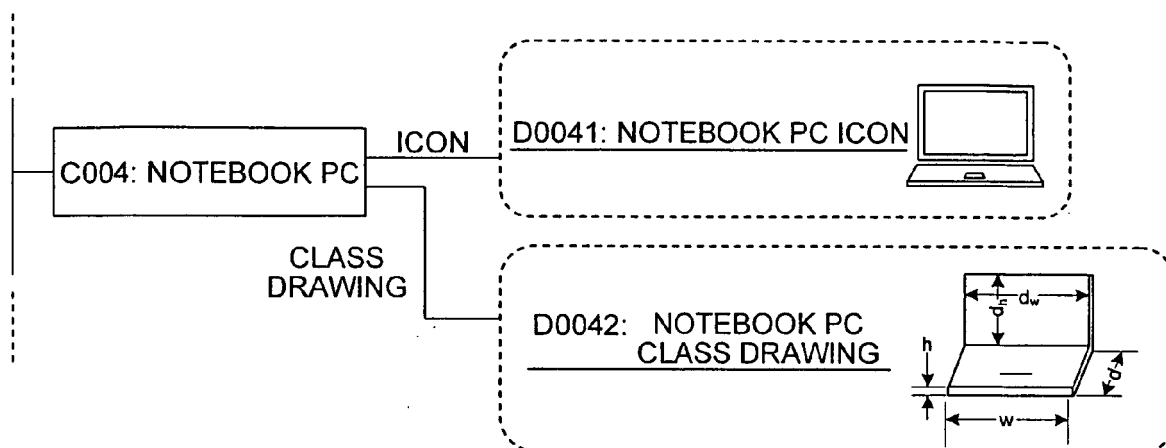 ICON
D0041: NOTEBOOK PC ICON
C004: NOTEBOOK PC
CLASS
DRAWING
D0042: NOTEBOOK PC
CLASS DRAWING
dh
dw
h
d
w